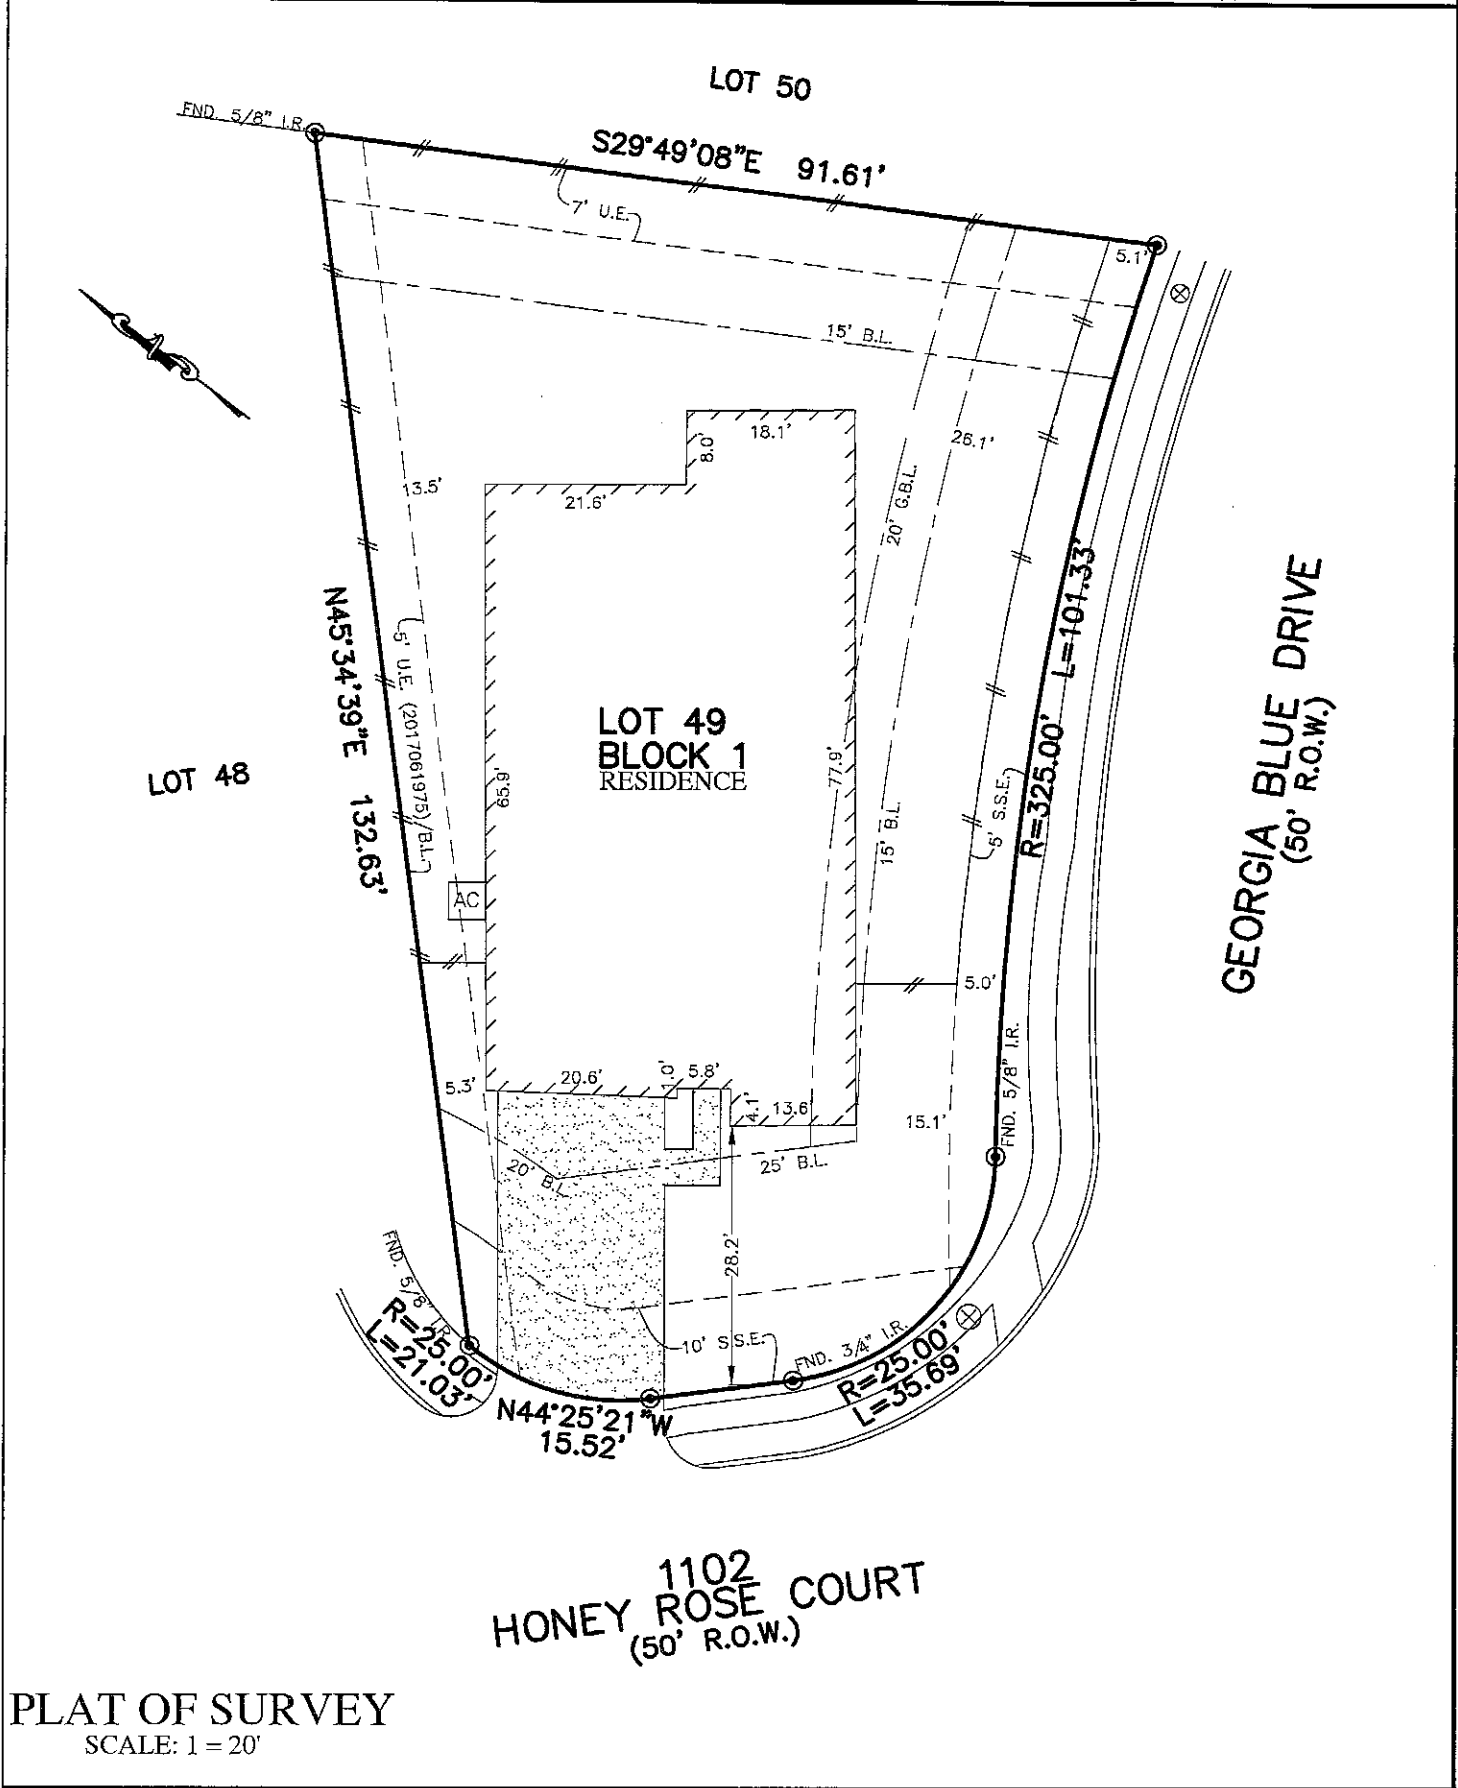 LOT 50
FND. 5/8" I.R.
S29°49'08"E 91.61'
7' U.E.
5.1'
15' B.L.
18.1'
8.0'
26.1'
13.5'
21.6'
20' G.B.L.
N45°34'39"E 132.63'
5' U.E. (2017061975)/B.L.
LOT 48
LOT 49
BLOCK 1
RESIDENCE
65.9'
77.9'
15' B.L.
5' S.S.E.
R=325.00' L=101.33'
GEORGIA BLUE DRIVE
(50' R.O.W.)
AC
5.0'
FND. 5/8" I.R.
5.3'
20.6'
1.0'
5.8'
4.1'
13.6'
15.1'
20' B.L.
25' B.L.
28.2'
FND. 5/8" I.R.
R=25.00'
L=21.03'
10' S.S.E.
FND. 3/4" I.R.
R=25.00'
L=35.69'
N44°25'21"W
15.52'
1102
HONEY ROSE COURT
(50' R.O.W.)
PLAT OF SURVEY
SCALE: 1 = 20'